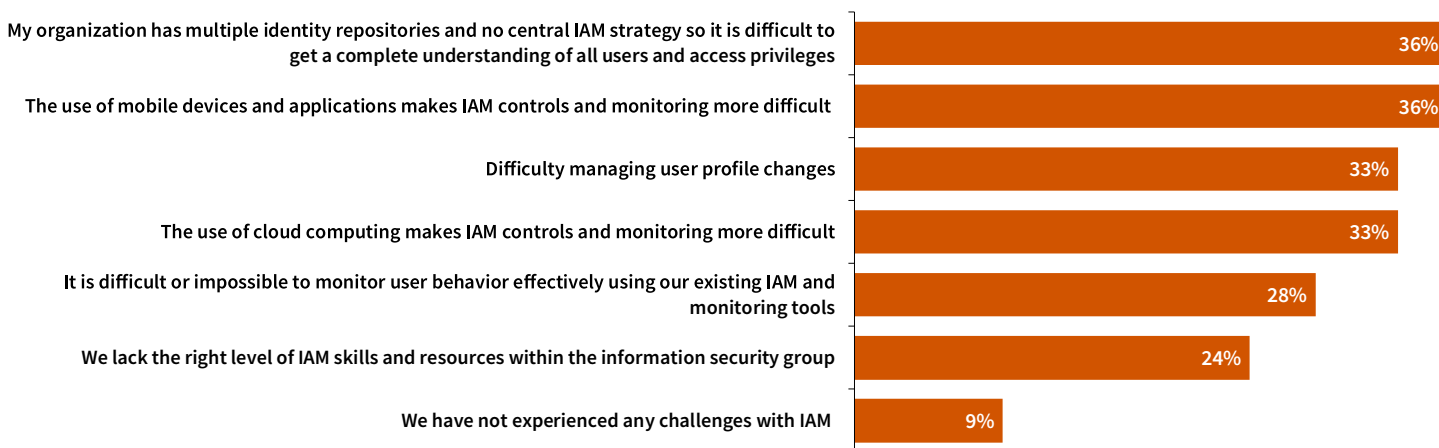 My organization has multiple identity repositories and no central IAM strategy so it is difficult to
get a complete understanding of all users and access privileges
36%
The use of mobile devices and applications makes IAM controls and monitoring more difficult
36%
Difficulty managing user profile changes
33%
The use of cloud computing makes IAM controls and monitoring more difficult
33%
It is difficult or impossible to monitor user behavior effectively using our existing IAM and
monitoring tools
28%
We lack the right level of IAM skills and resources within the information security group
24%
We have not experienced any challenges with IAM
9%